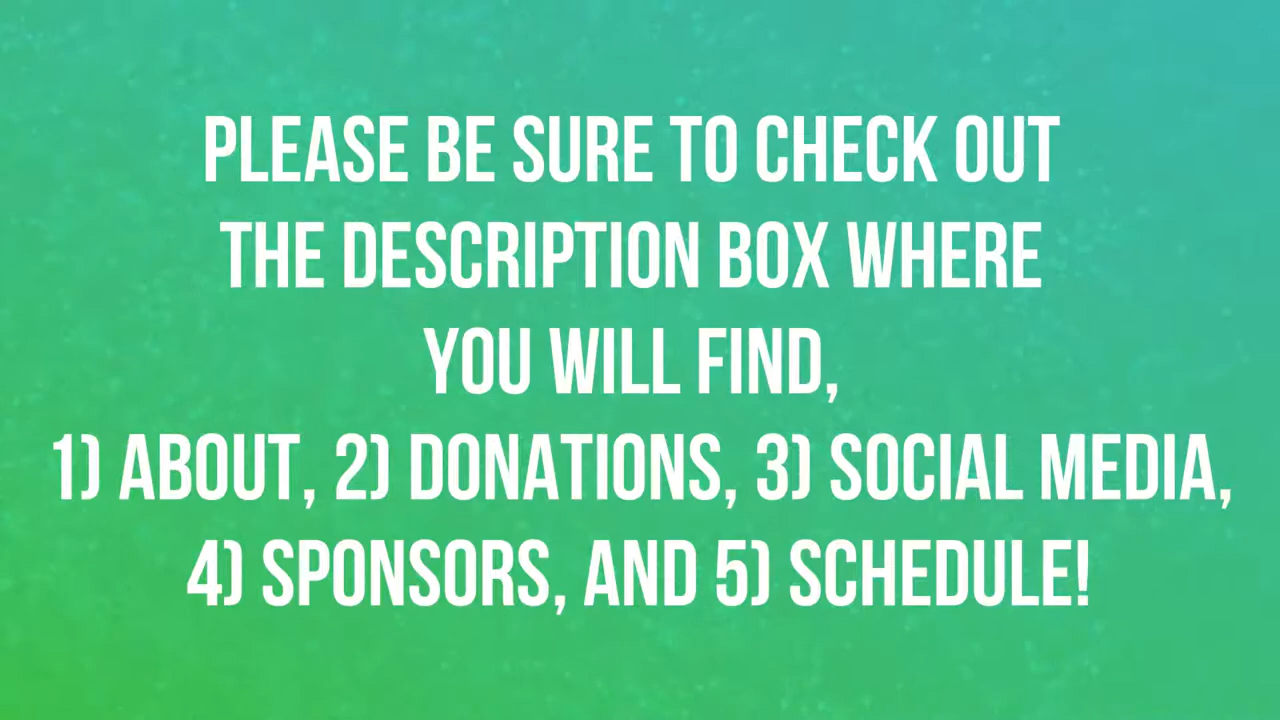 PLEASE BE SURE TO CHECK OUT
THE DESCRIPTION BOX WHERE
YOU WILL FIND,
1) ABOUT, 2) DONATIONS, 3) SOCIAL MEDIA,
4) SPONSORS, AND 5) SCHEDULE!